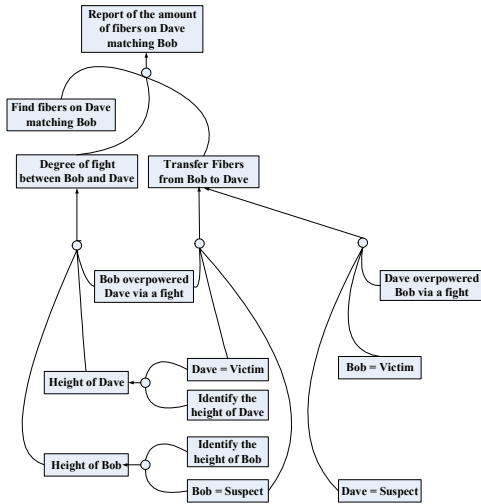 Report of the amount
of fibers on Dave
matching Bob
Find fibers on Dave
matching Bob
Degree of fight
between Bob and Dave
Transfer Fibers
from Bob to Dave
Bob overpowered
Dave via a fight
Dave overpowered
Bob via a fight
Dave = Victim
Bob = Victim
Height of Dave
Identify the
height of Dave
Identify the
height of Bob
Height of Bob
Bob = Suspect
Dave = Suspect